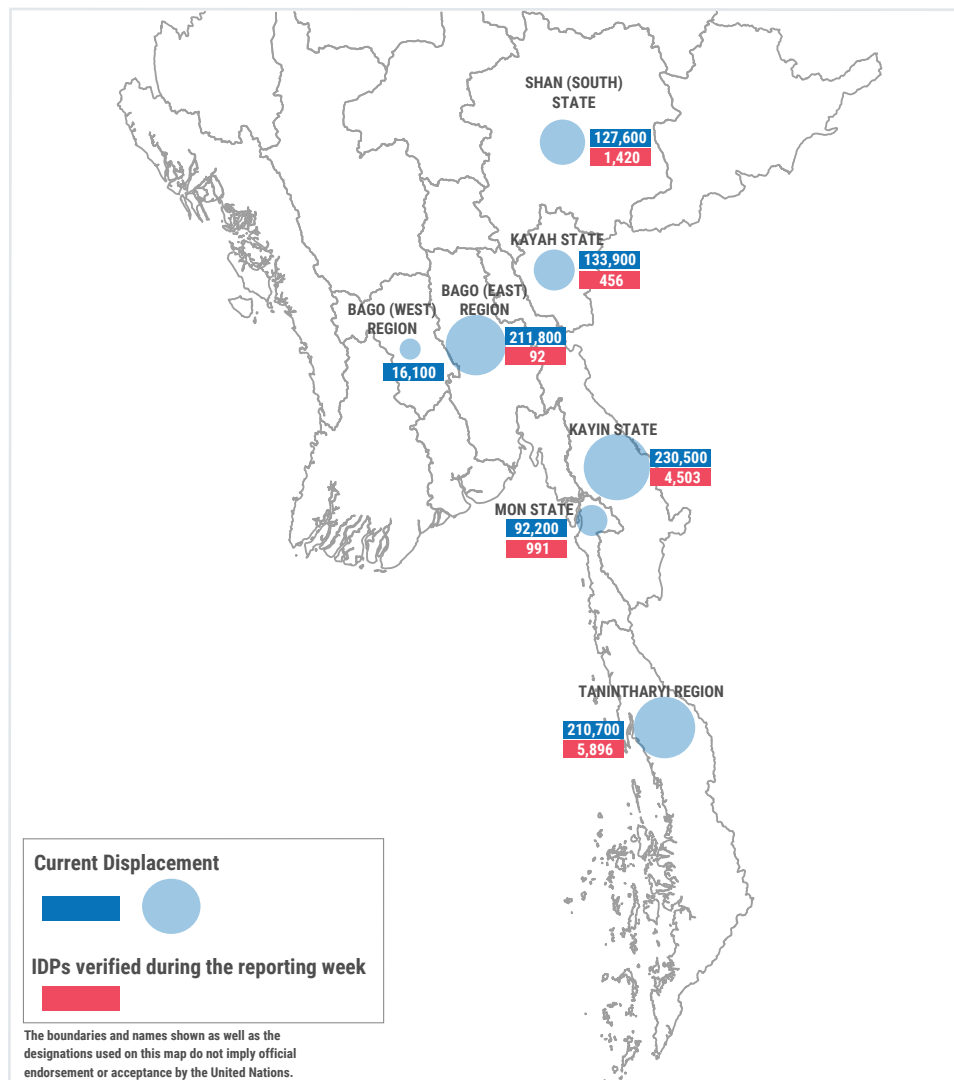 SHAN (SOUTH)
STATE
127,600
1,420
KAYAH STATE
133,900
456
BAGO (EAST)
REGION
211,800
92
BAGO (WEST)
REGION
16,100
KAYIN STATE
230,500
4,503
MON STATE
92,200
991
TANINTHARYI REGION
210,700
5,896
Current Displacement
IDPs verified during the reporting week
The boundaries and names shown as well as the
designations used on this map do not imply official
endorsement or acceptance by the United Nations.